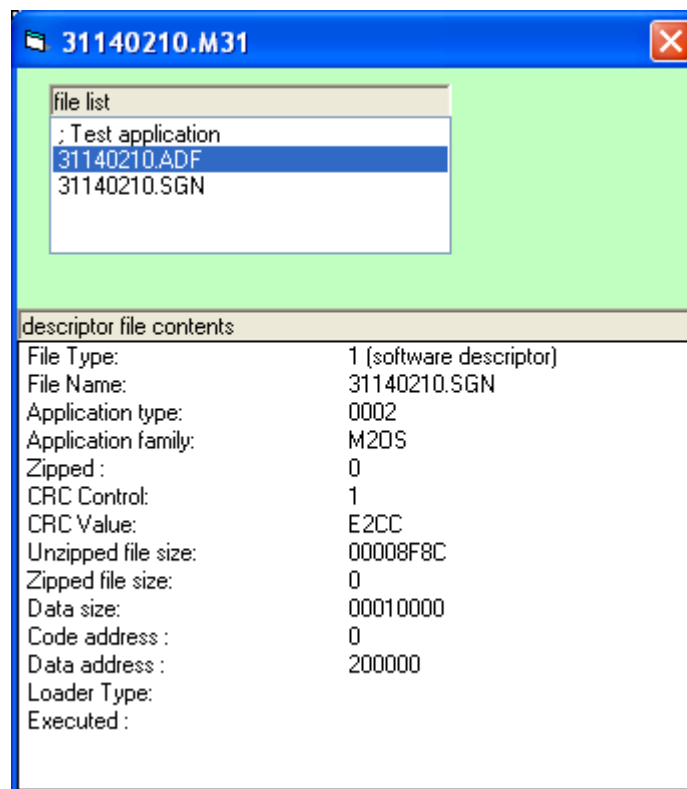 31140210.M31
file list
; Test application
31140210.ADF
31140210.SGN
descriptor file contents
File Type: 1 (software descriptor)
File Name: 31140210.SGN
Application type: 0002
Application family: M2OS
Zipped : 0
CRC Control: 1
CRC Value: E2CC
Unzipped file size: 00008F8C
Zipped file size: 0
Data size: 00010000
Code address : 0
Data address : 200000
Loader Type:
Executed :